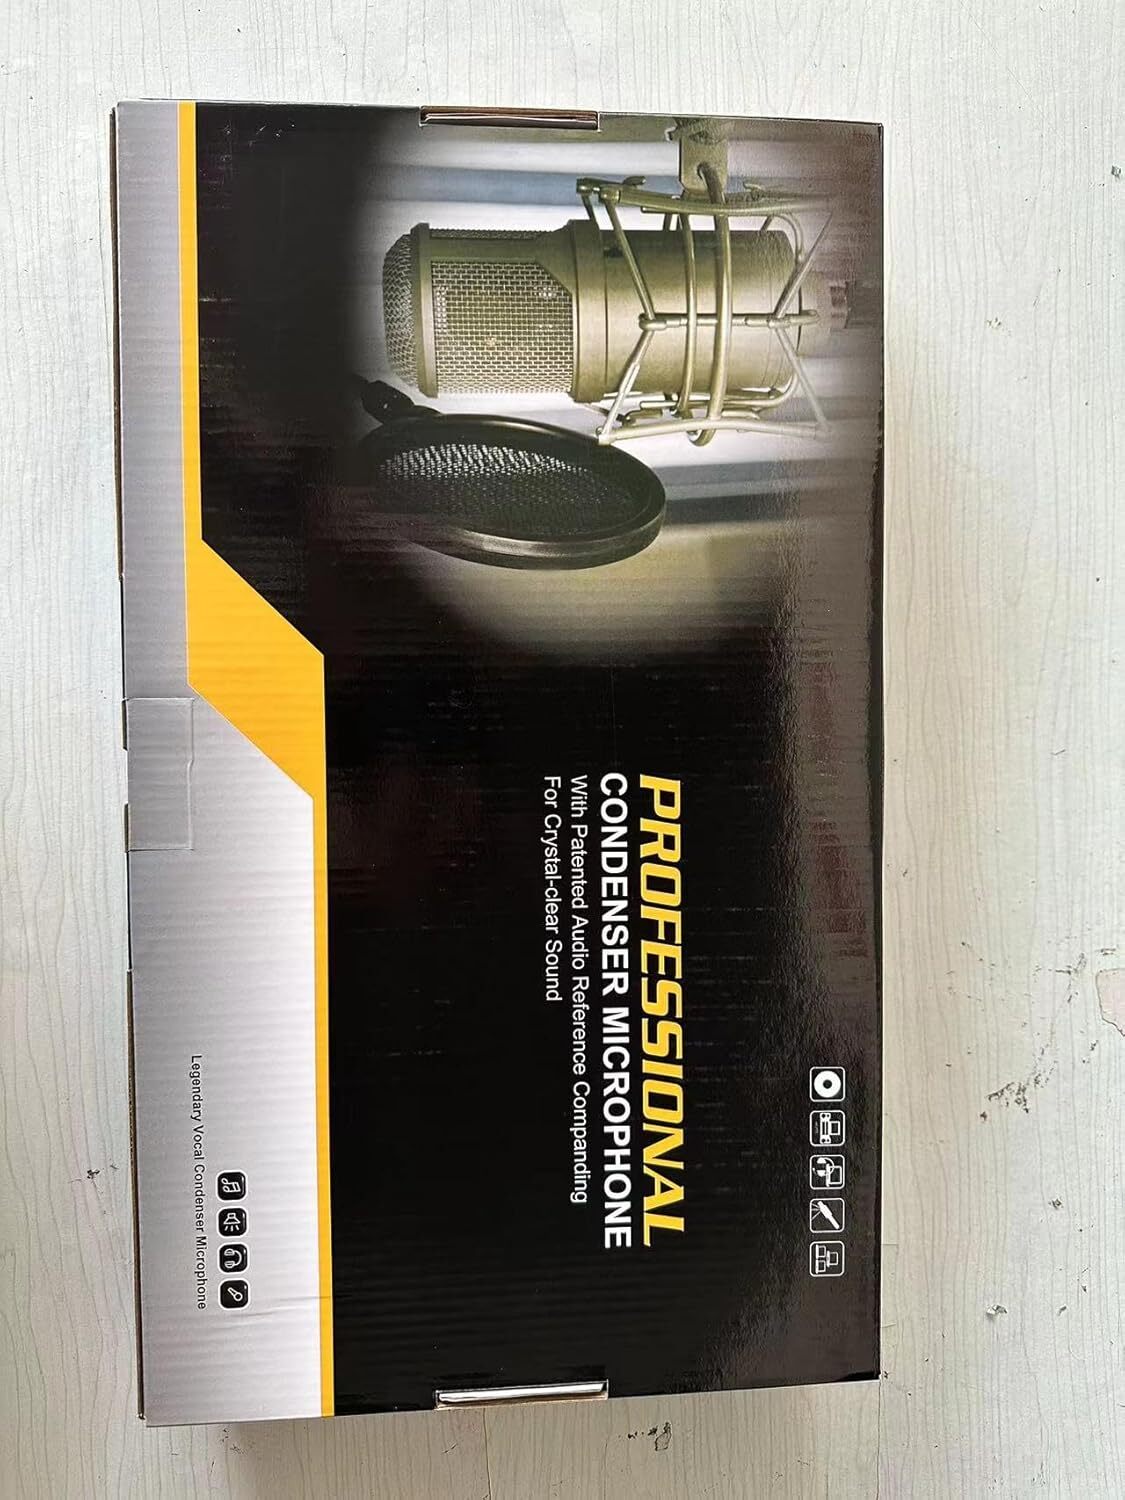 PROFESSIONAL
CONDENSER MICROPHONE
With Patented Audio Reference Companding
For Crystal-clear Sound
Legendary Vocal Condenser Microphone